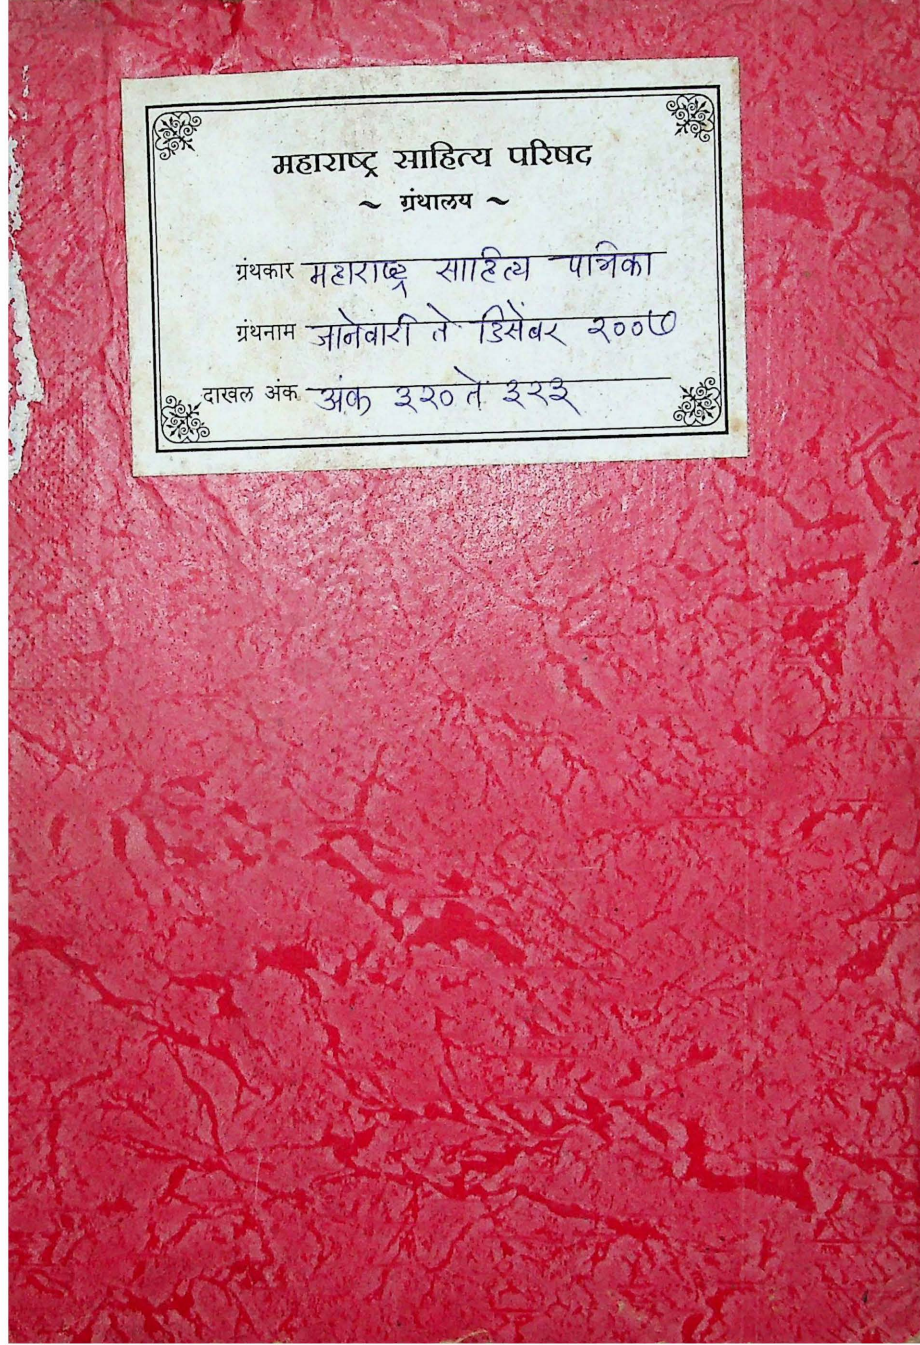 महाराष्ट्र साहित्य परिषद
~ ग्रंथालय ~
ग्रंथकार महाराष्ट्र साहित्य पत्रिका
ग्रंथनाम जानेवारी ते डिसेंबर २००७
दाखल अंक अंक ३२० ते ३२३